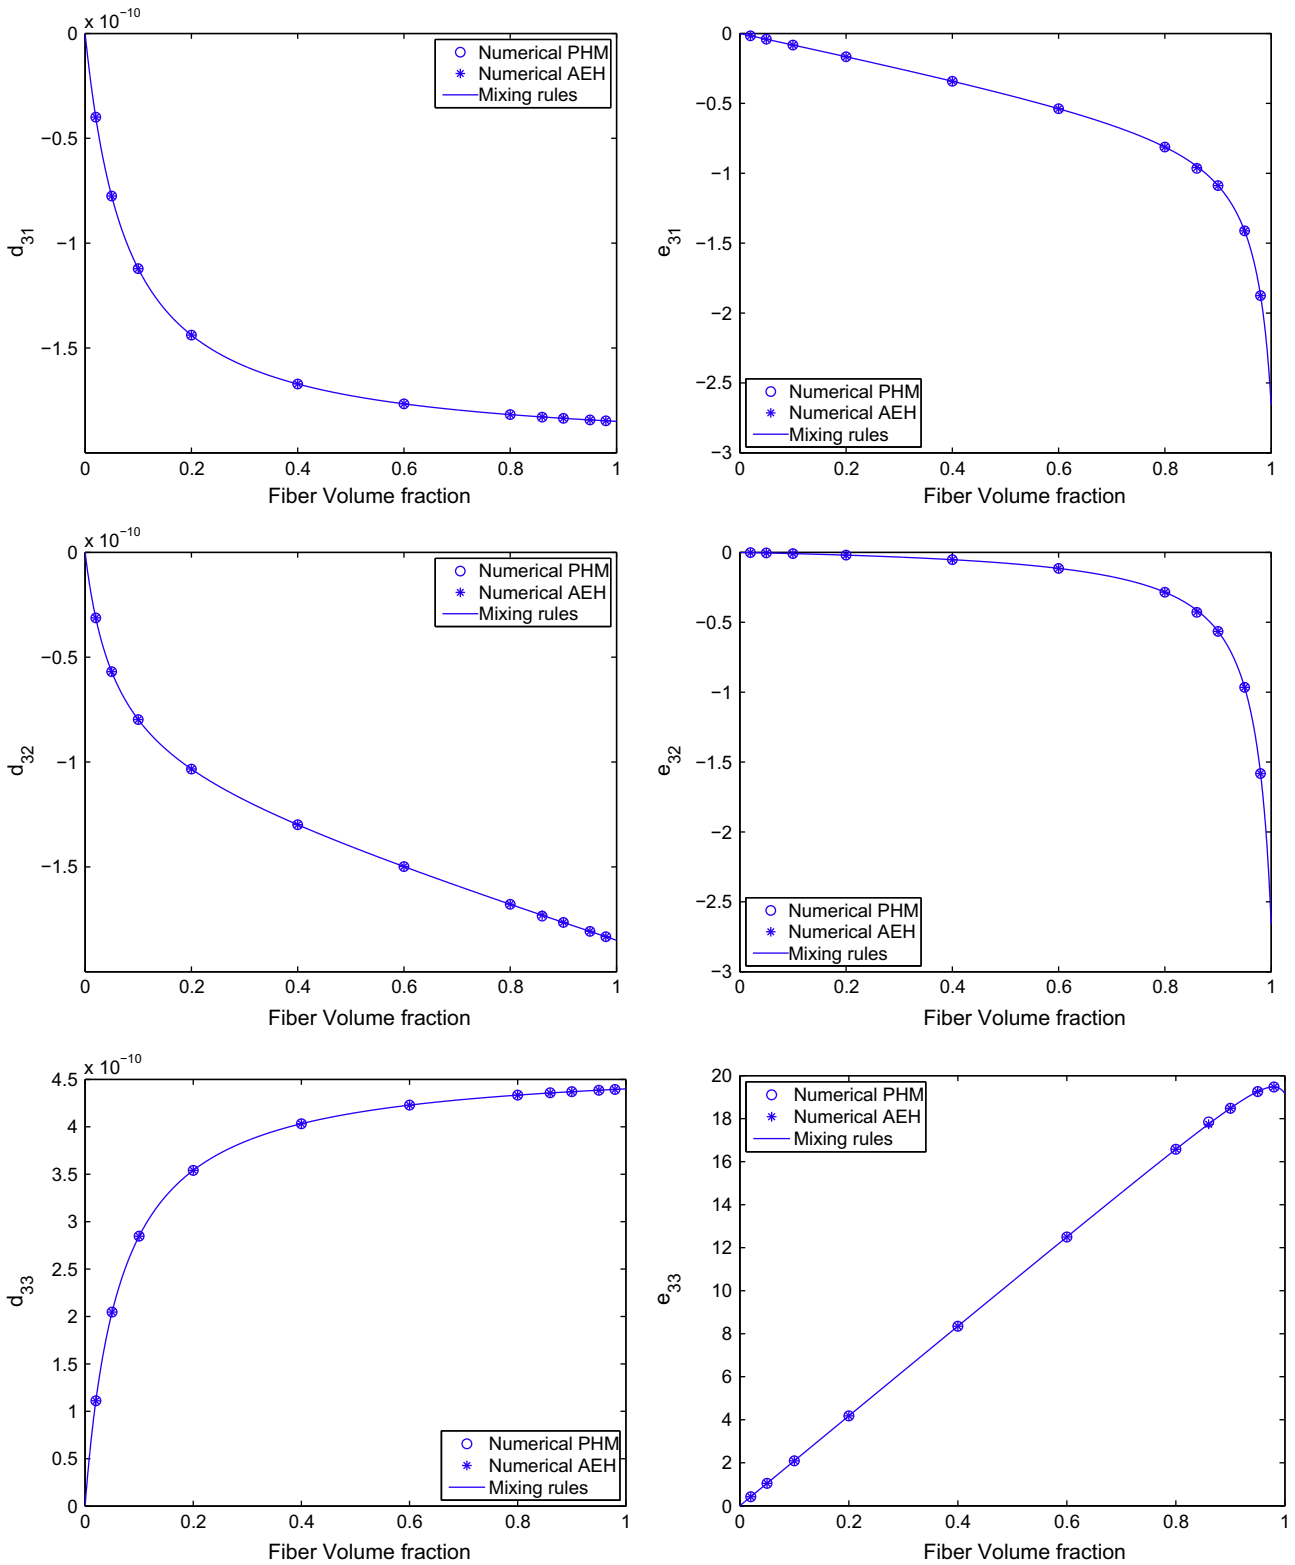 x 10−10
0
−0.5
−1
−1.5
d31
0 0.2 0.4 0.6 0.8 1
Fiber Volume fraction
Numerical PHM
Numerical AEH
Mixing rules
0
−0.5
−1
−1.5
−2
−2.5
−3
e31
0 0.2 0.4 0.6 0.8 1
Fiber Volume fraction
Numerical PHM
Numerical AEH
Mixing rules
x 10−10
0
−0.5
−1
−1.5
d32
0 0.2 0.4 0.6 0.8 1
Fiber Volume fraction
Numerical PHM
Numerical AEH
Mixing rules
0
−0.5
−1
−1.5
−2
−2.5
−3
e32
0 0.2 0.4 0.6 0.8 1
Fiber Volume fraction
Numerical PHM
Numerical AEH
Mixing rules
x 10−10
4.5
4
3.5
3
2.5
2
1.5
1
0.5
0
d33
0 0.2 0.4 0.6 0.8 1
Fiber Volume fraction
Numerical PHM
Numerical AEH
Mixing rules
20
18
16
14
12
10
8
6
4
2
0
e33
0 0.2 0.4 0.6 0.8 1
Fiber Volume fraction
Numerical PHM
Numerical AEH
Mixing rules